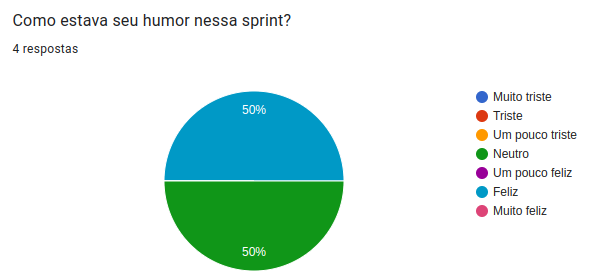 Como estava seu humor nessa sprint?
4 respostas
50%
50%
Muito triste
Triste
Um pouco triste
Neutro
Um pouco feliz
Feliz
Muito feliz